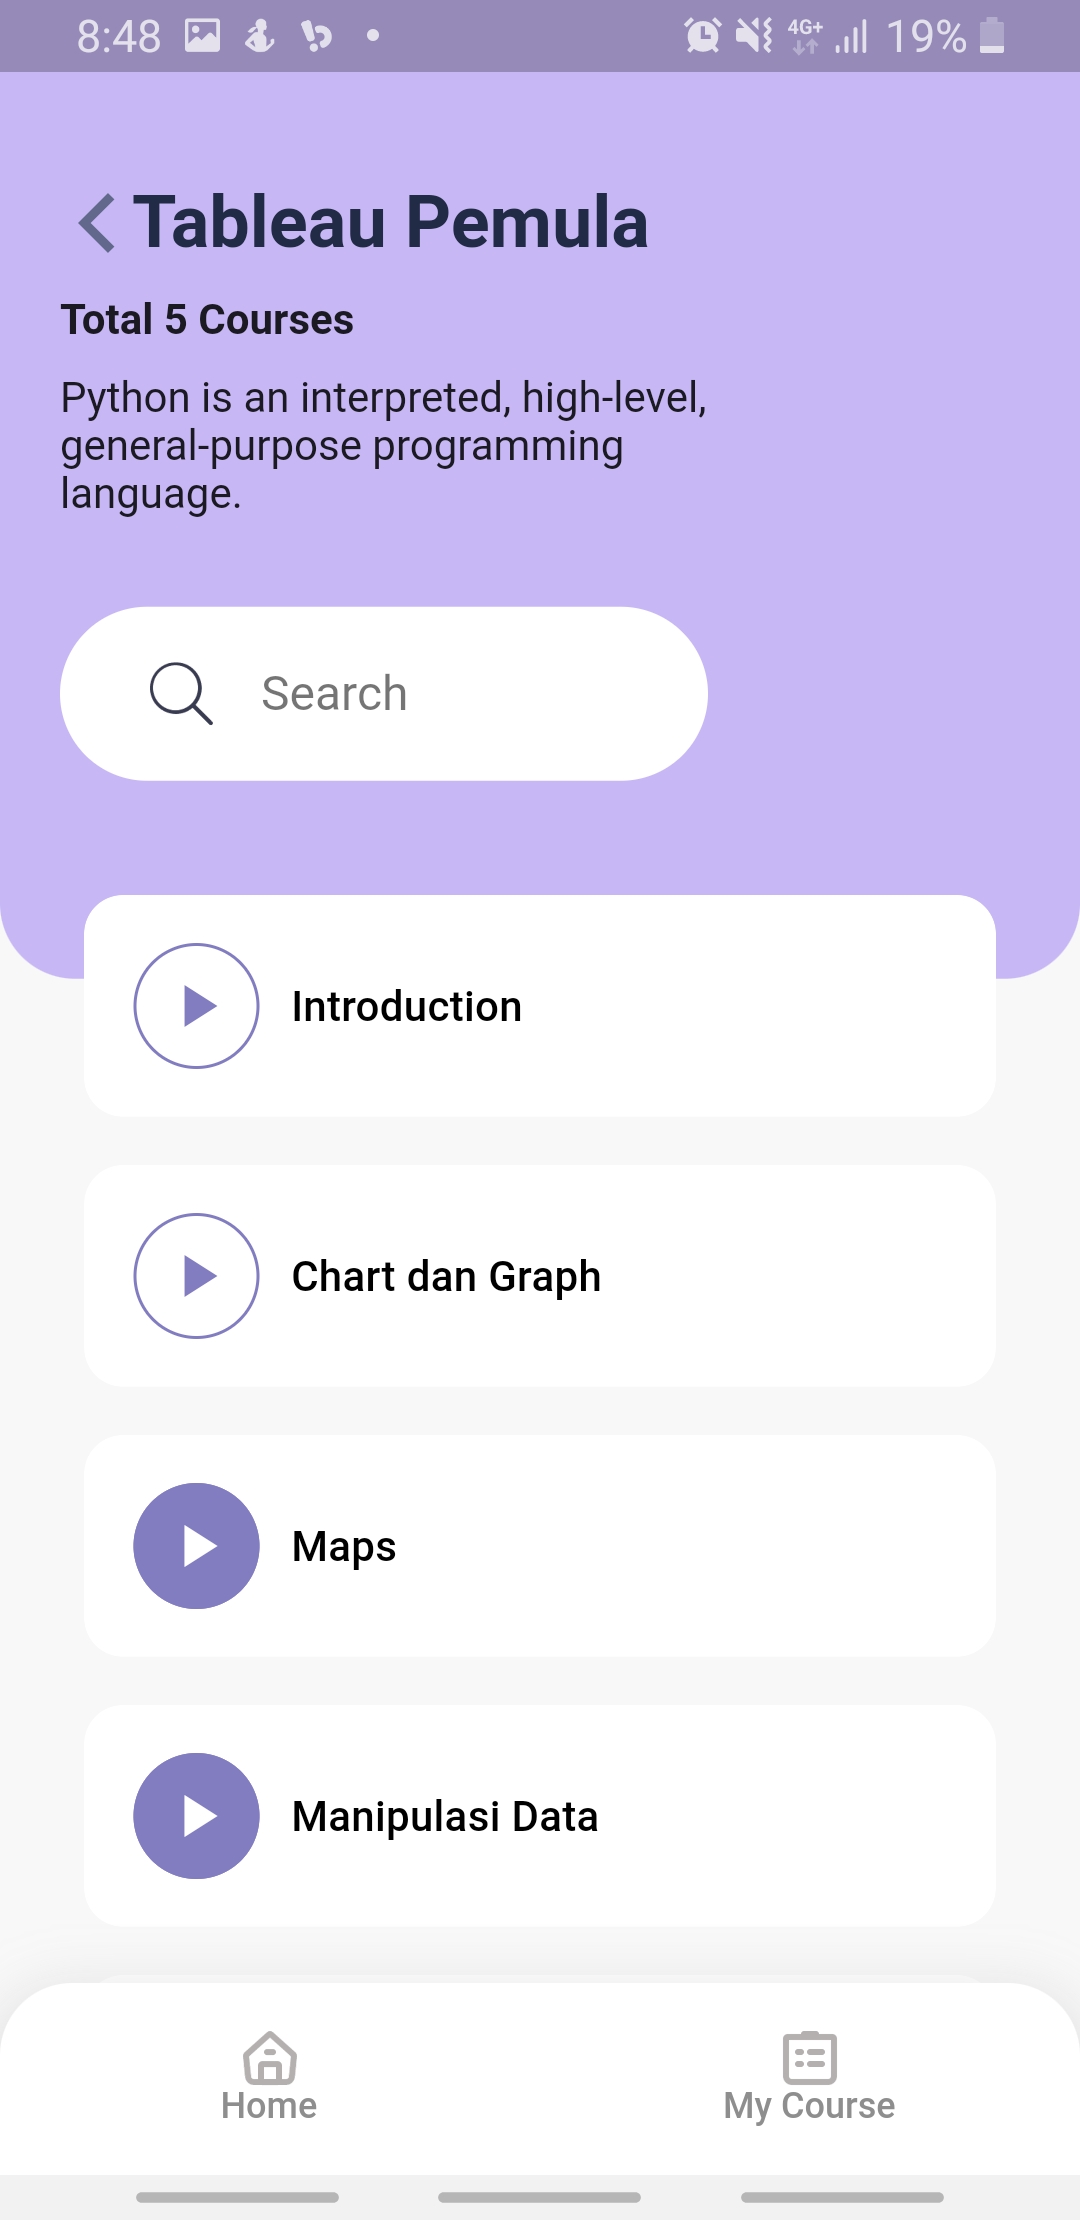 8:48
4G+
19%
Tableau Pemula
Total 5 Courses
Python is an interpreted, high-level,
general-purpose programming
language.
Search
Introduction
Chart dan Graph
Maps
Manipulasi Data
Home
My Course